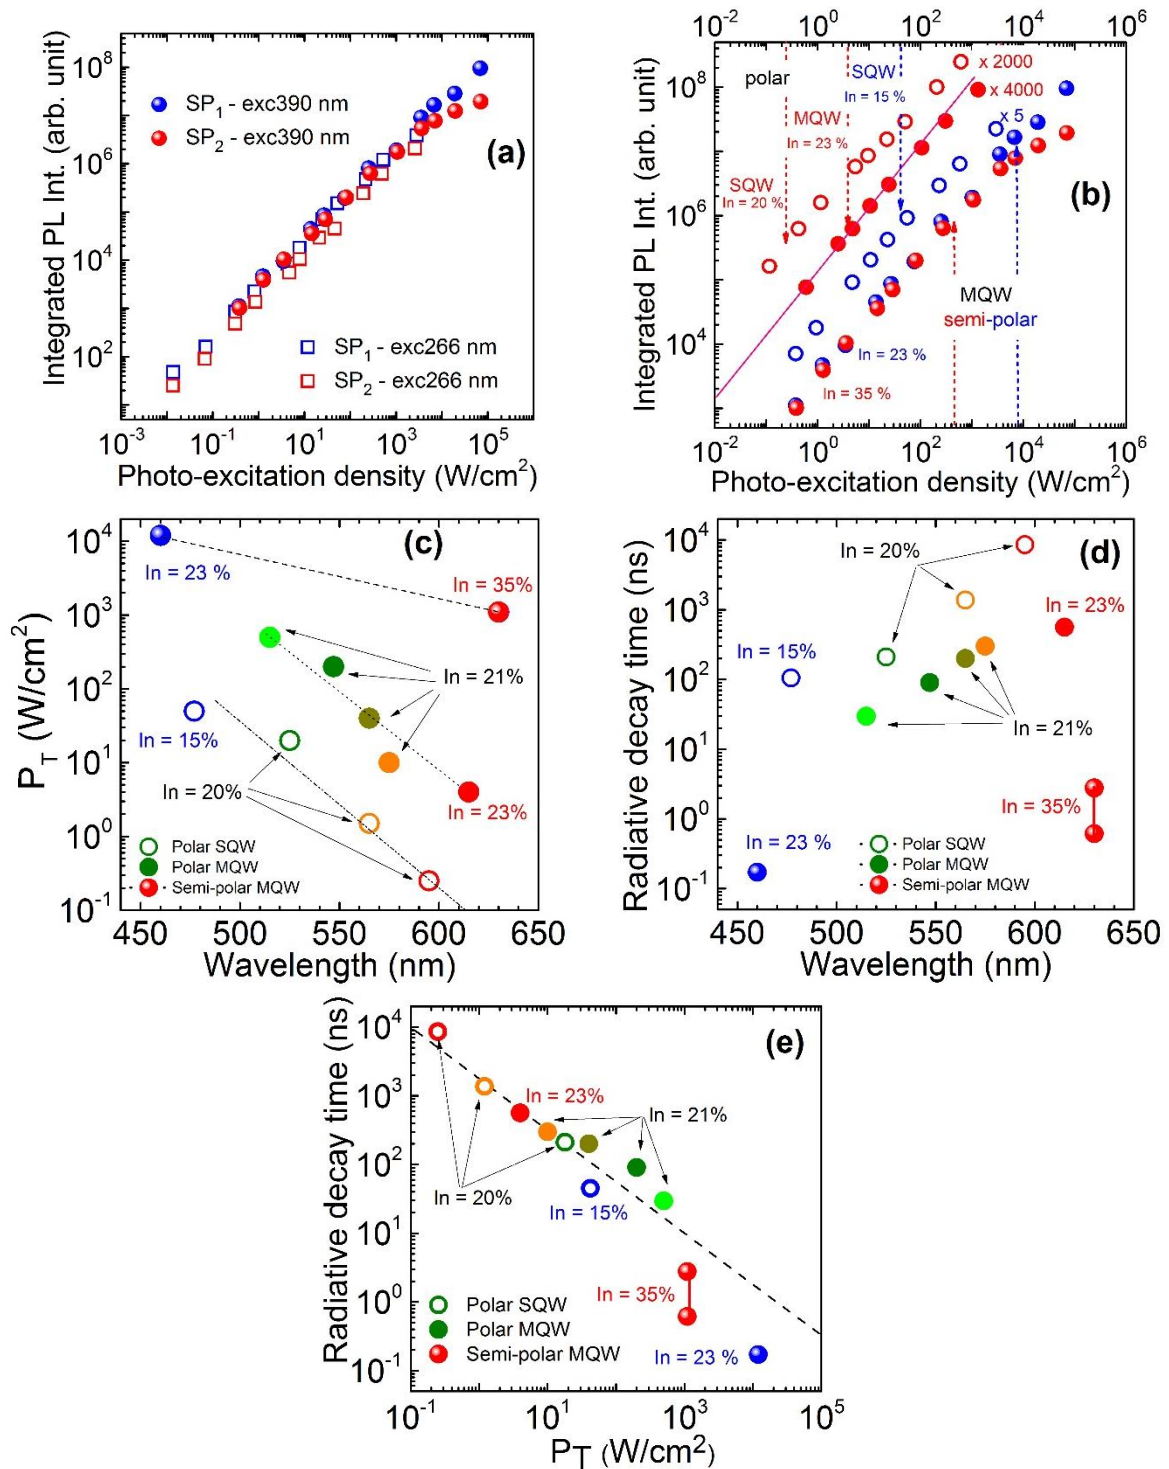 10⁸
10⁶
10⁴
10²
Integrated PL Int. (arb. unit)
SP₁ - exc390 nm
SP₂ - exc390 nm
(a)
SP₁ - exc266 nm
SP₂ - exc266 nm
10⁻³ 10⁻¹ 10¹ 10³ 10⁵
Photo-excitation density (W/cm²)
10⁻² 10⁰ 10² 10⁴ 10⁶
10⁸
10⁶
10⁴
Integrated PL Int. (arb. unit)
polar
SQW
In = 15 %
x 2000
x 4000
MQW
In = 23 %
x 5
(b)
SQW
In = 20 %
MQW
semi-polar
In = 23 %
In = 35 %
10⁻² 10⁰ 10² 10⁴ 10⁶
Photo-excitation density (W/cm²)
10⁴
10³
10²
10¹
10⁰
10⁻¹
P_T (W/cm²)
(c)
In = 23 %
In = 35%
In = 21%
In = 15%
In = 20%
In = 23%
Polar SQW
Polar MQW
Semi-polar MQW
450 500 550 600 650
Wavelength (nm)
10⁴
10³
10²
10¹
10⁰
10⁻¹
Radiative decay time (ns)
In = 20%
(d)
In = 23%
In = 15%
In = 21%
In = 35%
In = 23 %
Polar SQW
Polar MQW
Semi-polar MQW
450 500 550 600 650
Wavelength (nm)
10⁴
10³
10²
10¹
10⁰
10⁻¹
Radiative decay time (ns)
(e)
In = 23%
In = 21%
In = 20%
In = 15%
In = 35%
Polar SQW
Polar MQW
Semi-polar MQW
In = 23 %
10⁻¹ 10¹ 10³ 10⁵
P_T (W/cm²)